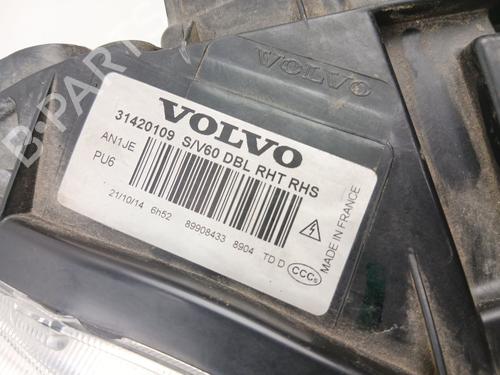 VOLVO
VOLVO
31420109 S/V60 DBL RHT RHS
AN1JE
PU6
21/10/14 6h52 89908433 8904 TD D
MADE IN FRANCE
CCCs
B-PARTS